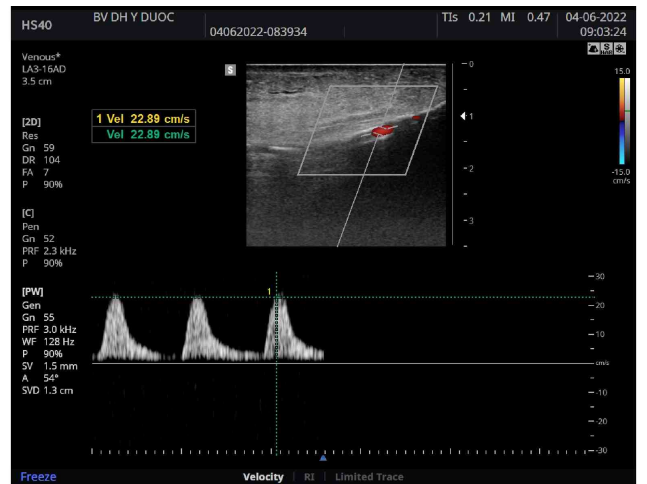 HS40
BV DH Y DUOC
04062022-083934
TIs 0.21 MI 0.47
04-06-2022
09:03:24
Venous*
LA3-16AD
3.5 cm
S
S
HAR
[2D]
Res
Gn 59
DR 104
FA 7
P 90%
1 Vel 22.89 cm/s
Vel 22.89 cm/s
0
1
2
3
15.0
-15.0
cm/s
[C]
Pen
Gn 52
PRF 2.3 kHz
P 90%
[PW]
Gen
Gn 55
PRF 3.0 kHz
WF 128 Hz
P 90%
SV 1.5 mm
A 54°
SVD 1.3 cm
1
30
20
10
cm/s
-10
-20
-30
Freeze
Velocity RI Limited Trace